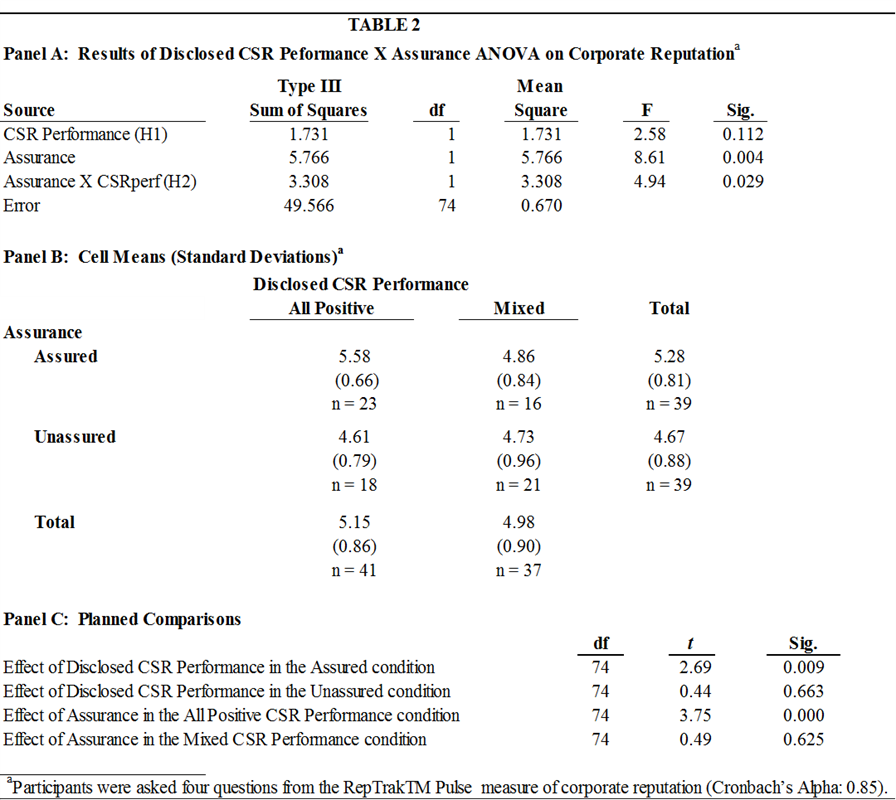 TABLE 2
Panel A: Results of Disclosed CSR Peformance X Assurance ANOVA on Corporate Reputationa
Type III Mean
Source Sum of Squares df Square F Sig.
CSR Performance (H1) 1.731 1 1.731 2.58 0.112
Assurance 5.766 1 5.766 8.61 0.004
Assurance X CSRperf (H2) 3.308 1 3.308 4.94 0.029
Error 49.566 74 0.670
Panel B: Cell Means (Standard Deviations)a
Disclosed CSR Performance
All Positive Mixed Total
Assurance
Assured 5.58 4.86 5.28
(0.66) (0.84) (0.81)
n = 23 n = 16 n = 39
Unassured 4.61 4.73 4.67
(0.79) (0.96) (0.88)
n = 18 n = 21 n = 39
Total 5.15 4.98
(0.86) (0.90)
n = 41 n = 37
Panel C: Planned Comparisons
df t Sig.
Effect of Disclosed CSR Performance in the Assured condition 74 2.69 0.009
Effect of Disclosed CSR Performance in the Unassured condition 74 0.44 0.663
Effect of Assurance in the All Positive CSR Performance condition 74 3.75 0.000
Effect of Assurance in the Mixed CSR Performance condition 74 0.49 0.625
aParticipants were asked four questions from the RepTrakTM Pulse measure of corporate reputation (Cronbach's Alpha: 0.85).